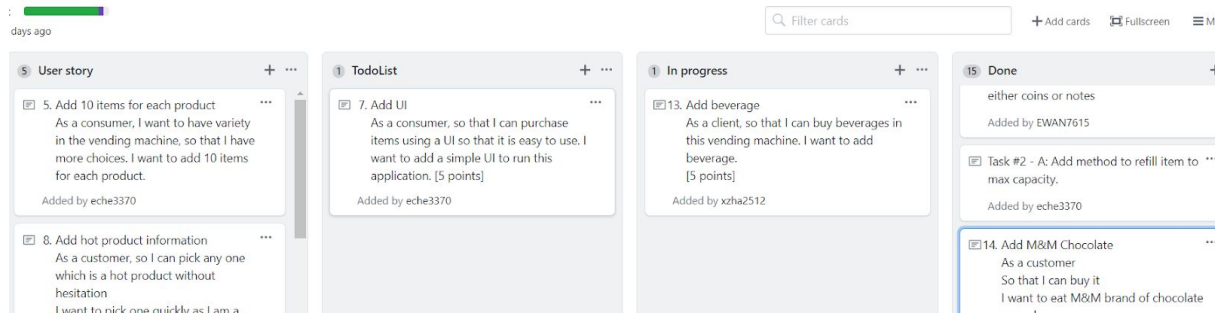 days ago
Filter cards
Add cards
Fullscreen
M
5 User story
5. Add 10 items for each product
As a consumer, I want to have variety
in the vending machine, so that I have
more choices. I want to add 10 items
for each product.
Added by eche3370
8. Add hot product information
As a customer, so I can pick any one
which is a hot product without
hesitation
I want to pick one quickly as I am a
1 TodoList
7. Add UI
As a consumer, so that I can purchase
items using a UI so that it is easy to use. I
want to add a simple UI to run this
application. [5 points]
Added by eche3370
1 In progress
13. Add beverage
As a client, so that I can buy beverages in
this vending machine. I want to add
beverage.
[5 points]
Added by xzha2512
15 Done
either coins or notes
Added by EWAN7615
Task #2 - A: Add method to refill item to
max capacity.
Added by eche3370
14. Add M&M Chocolate
As a customer
So that I can buy it
I want to eat M&M brand of chocolate